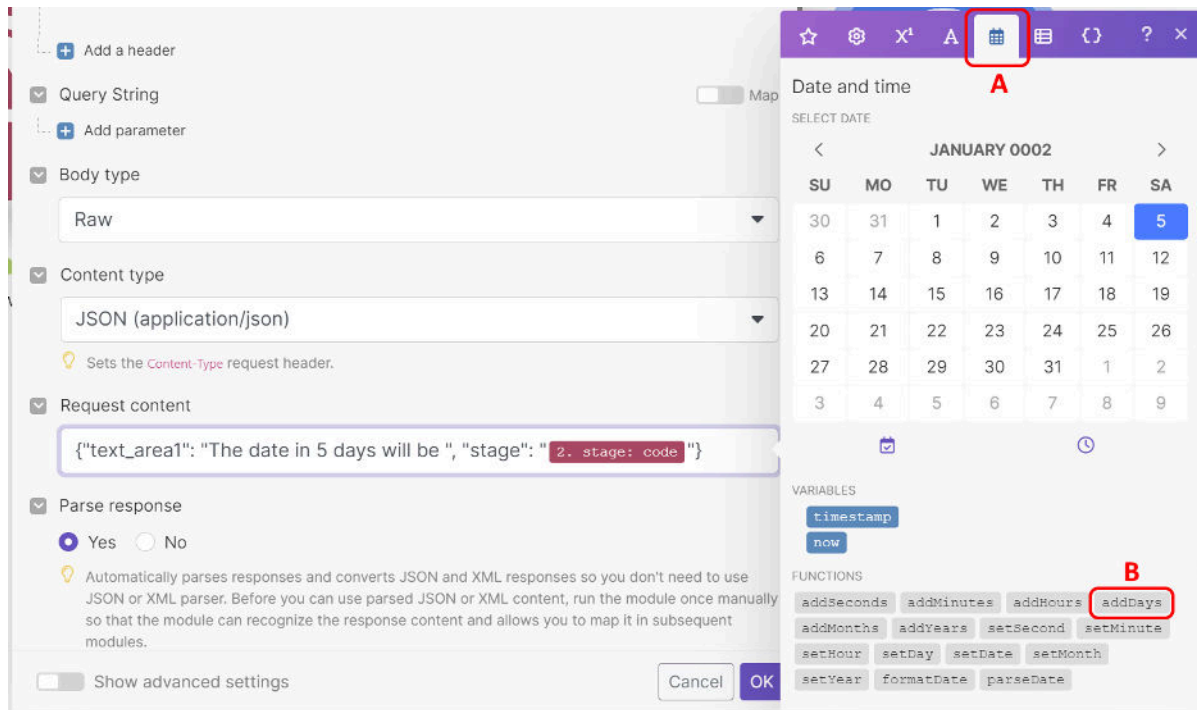 Add a header
Query String
Map
Add parameter
Body type
Raw
Content type
JSON (application/json)
Sets the Content-Type request header.
Request content
{"text_area1": "The date in 5 days will be ", "stage": "2. stage: code"}
Parse response
Yes No
Automatically parses responses and converts JSON and XML responses so you don't need to use
JSON or XML parser. Before you can use parsed JSON or XML content, run the module once manually
so that the module can recognize the response content and allows you to map it in subsequent
modules.
Show advanced settings
Cancel OK
X¹ A {} ? ×
A
Date and time
SELECT DATE
< JANUARY 0002 >
SU MO TU WE TH FR SA
30 31 1 2 3 4 5
6 7 8 9 10 11 12
13 14 15 16 17 18 19
20 21 22 23 24 25 26
27 28 29 30 31 1 2
3 4 5 6 7 8 9
VARIABLES
timestamp
now
FUNCTIONS
B
addSeconds addMinutes addHours addDays
addMonths addYears setSecond setMinute
setHour setDay setDate setMonth
setYear formatDate parseDate